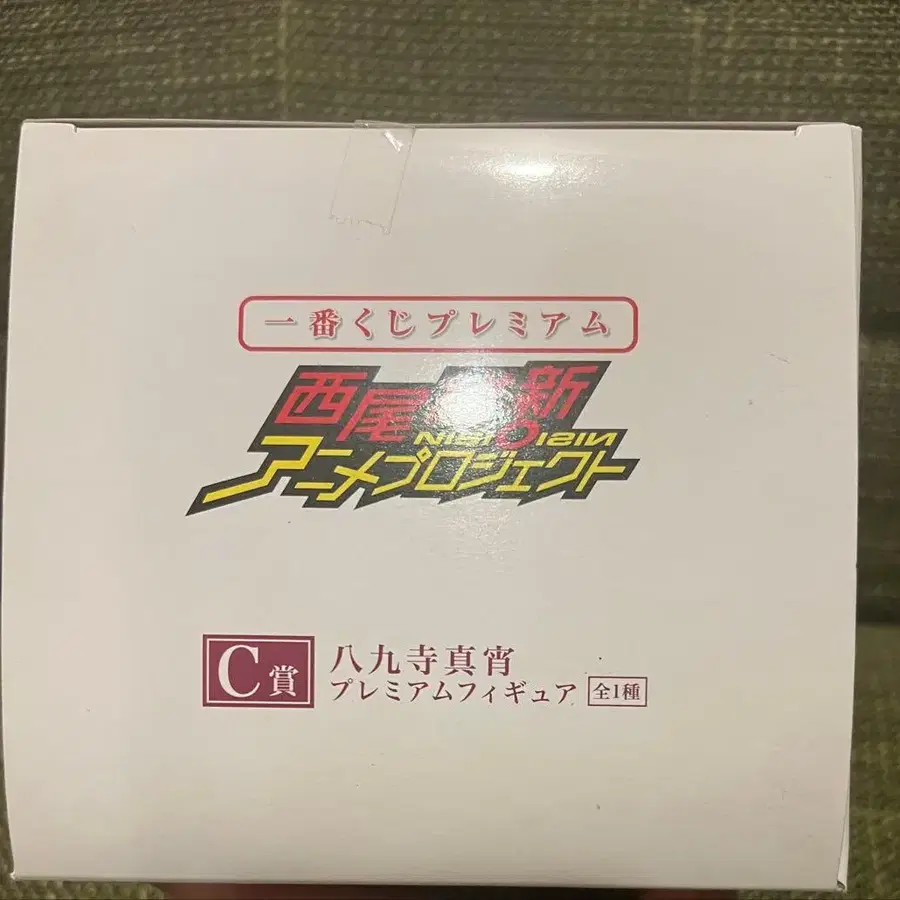 一番くじプレミアム
西尾 新
NISI ISIN
アニメプロジェクト
C賞
八九寺真宵
プレミアムフィギュア 全1種